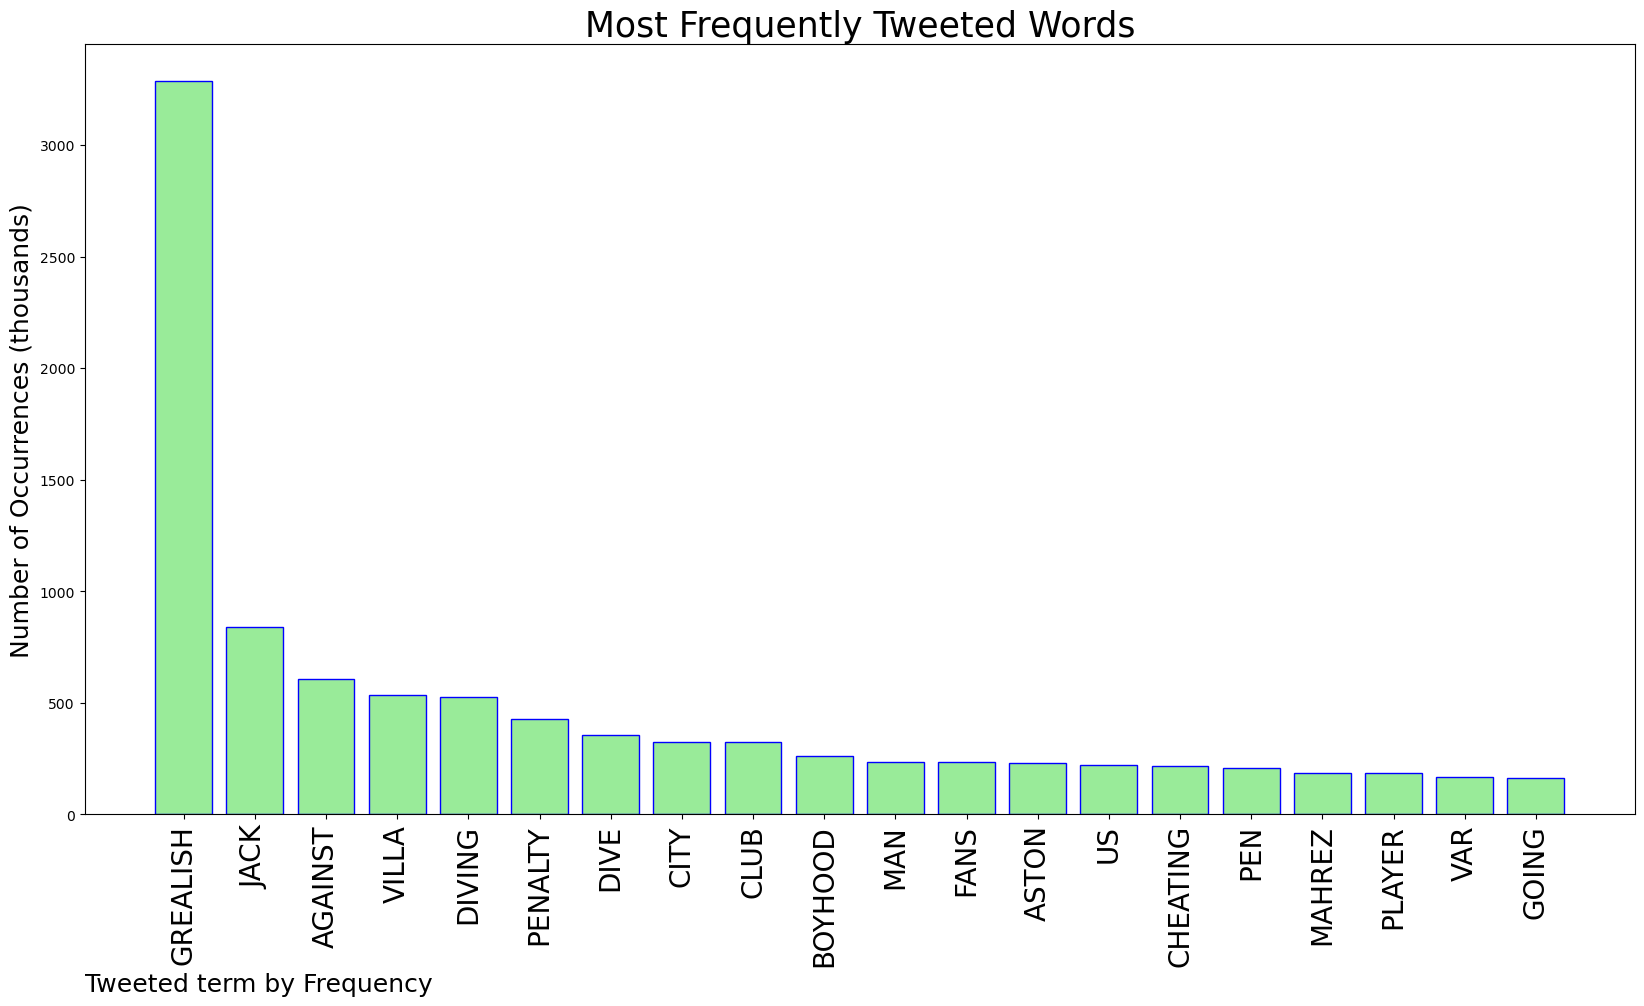 Most Frequently Tweeted Words
Number of Occurrences (thousands)
3000
2500
2000
1500
1000
500
0
GREALISH
JACK
AGAINST
VILLA
DIVING
PENALTY
DIVE
CITY
CLUB
BOYHOOD
MAN
FANS
ASTON
US
CHEATING
PEN
MAHREZ
PLAYER
VAR
GOING
Tweeted term by Frequency